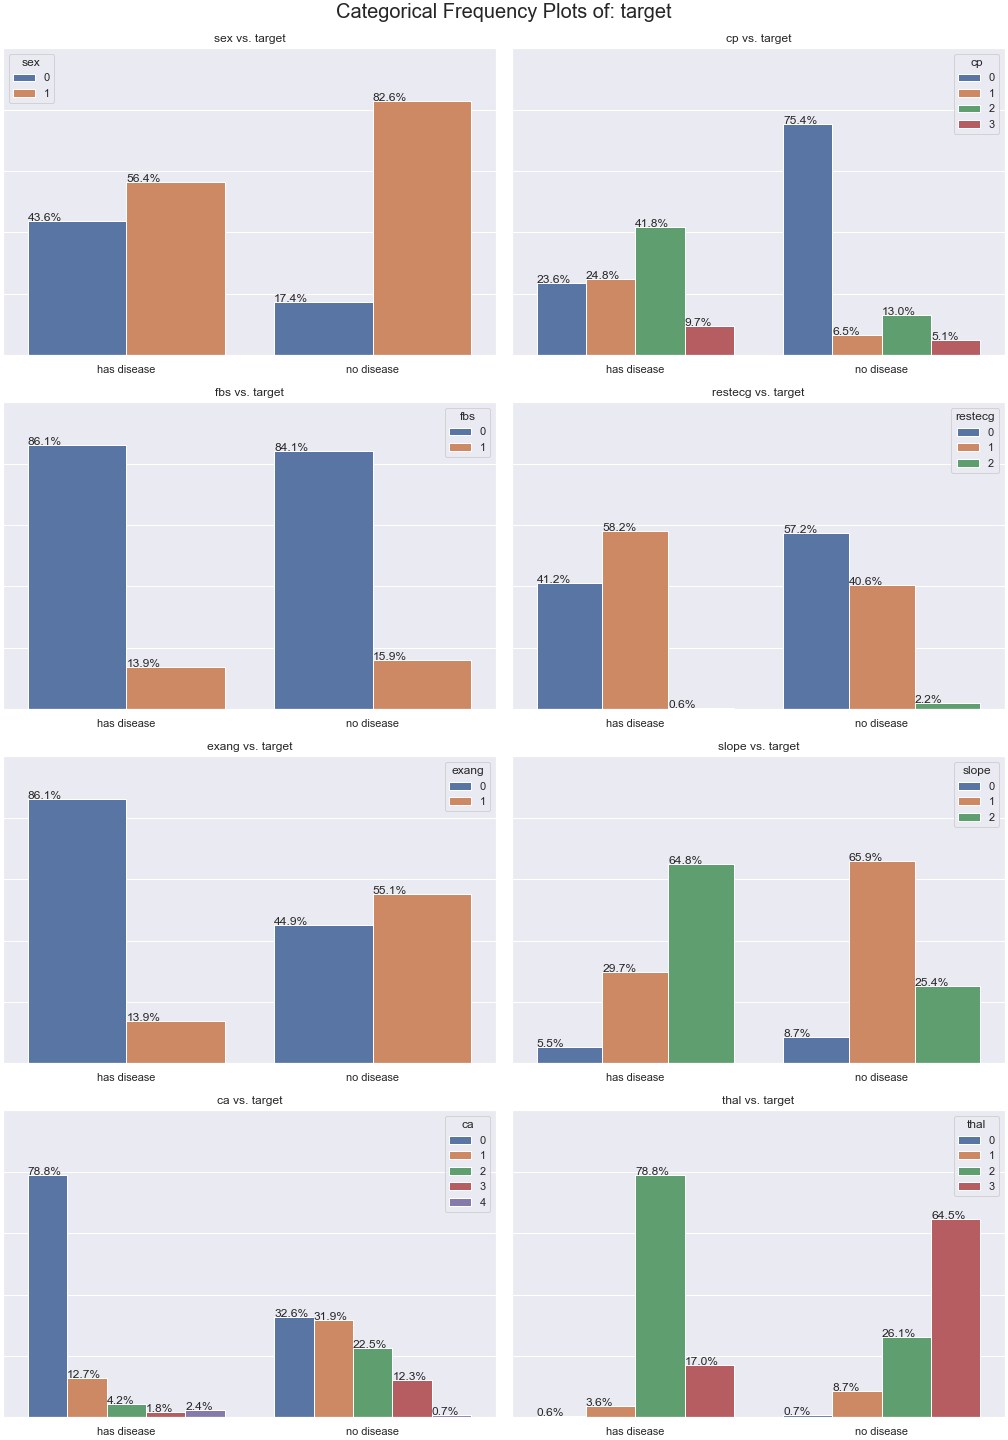 Categorical Frequency Plots of: target
sex vs. target
sex
0
1
43.6%
56.4%
17.4%
82.6%
has disease
no disease
cp vs. target
cp
0
1
2
3
23.6%
24.8%
41.8%
9.7%
75.4%
6.5%
13.0%
5.1%
has disease
no disease
fbs vs. target
fbs
0
1
86.1%
13.9%
84.1%
15.9%
has disease
no disease
restecg vs. target
restecg
0
1
2
41.2%
58.2%
0.6%
57.2%
40.6%
2.2%
has disease
no disease
exang vs. target
exang
0
1
86.1%
13.9%
44.9%
55.1%
has disease
no disease
slope vs. target
slope
0
1
2
5.5%
29.7%
64.8%
8.7%
65.9%
25.4%
has disease
no disease
ca vs. target
ca
0
1
2
3
4
78.8%
12.7%
4.2%
1.8%
2.4%
32.6%
31.9%
22.5%
12.3%
0.7%
has disease
no disease
thal vs. target
thal
0
1
2
3
0.6%
3.6%
78.8%
17.0%
0.7%
8.7%
26.1%
64.5%
has disease
no disease